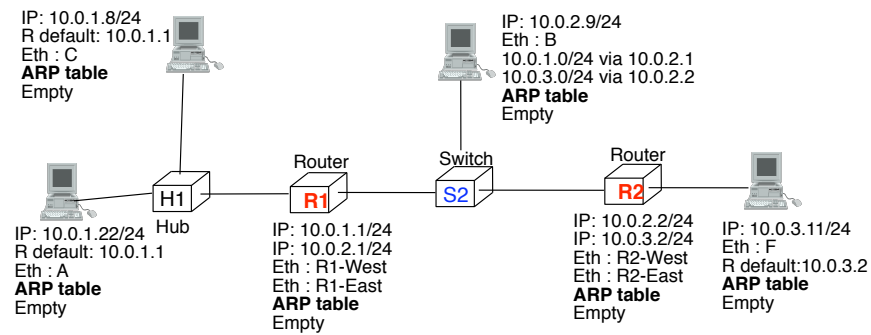 IP: 10.0.1.8/24
R default: 10.0.1.1
Eth : C
ARP table
Empty
IP: 10.0.2.9/24
Eth : B
10.0.1.0/24 via 10.0.2.1
10.0.3.0/24 via 10.0.2.2
ARP table
Empty
H1
Hub
Router
R1
Switch
S2
Router
R2
IP: 10.0.1.22/24
R default: 10.0.1.1
Eth : A
ARP table
Empty
IP: 10.0.1.1/24
IP: 10.0.2.1/24
Eth : R1-West
Eth : R1-East
ARP table
Empty
IP: 10.0.2.2/24
IP: 10.0.3.2/24
Eth : R2-West
Eth : R2-East
ARP table
Empty
IP: 10.0.3.11/24
Eth : F
R default:10.0.3.2
ARP table
Empty